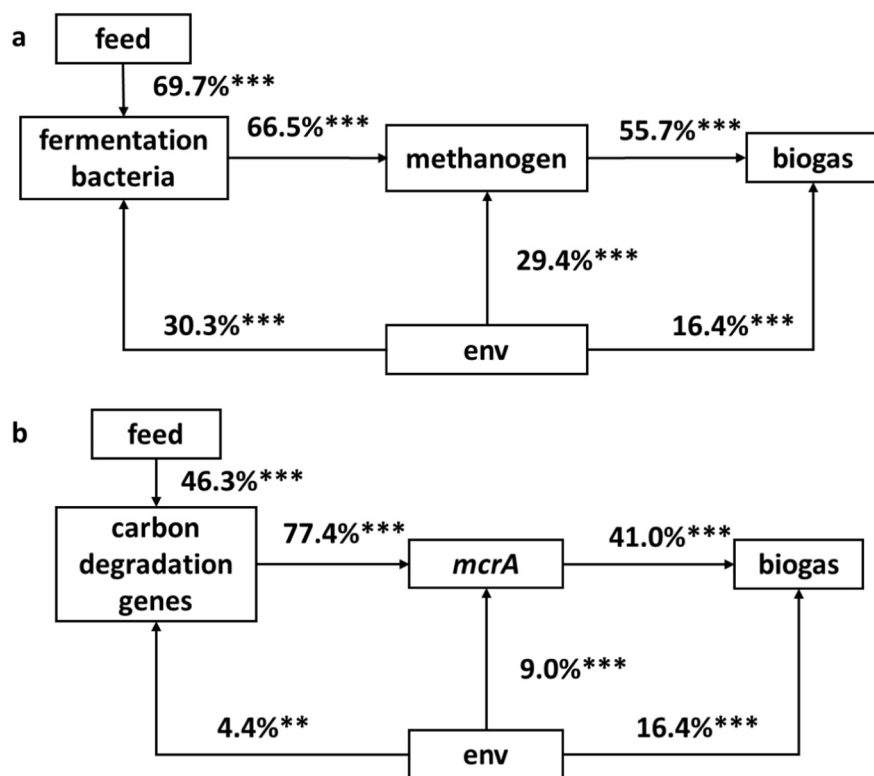 a
feed
69.7%***
fermentation
bacteria
66.5%***
methanogen
55.7%***
biogas
29.4%***
30.3%***
env
16.4%***
b
feed
46.3%***
carbon
degradation
genes
77.4%***
mcrA
41.0%***
biogas
9.0%***
4.4%**
env
16.4%***